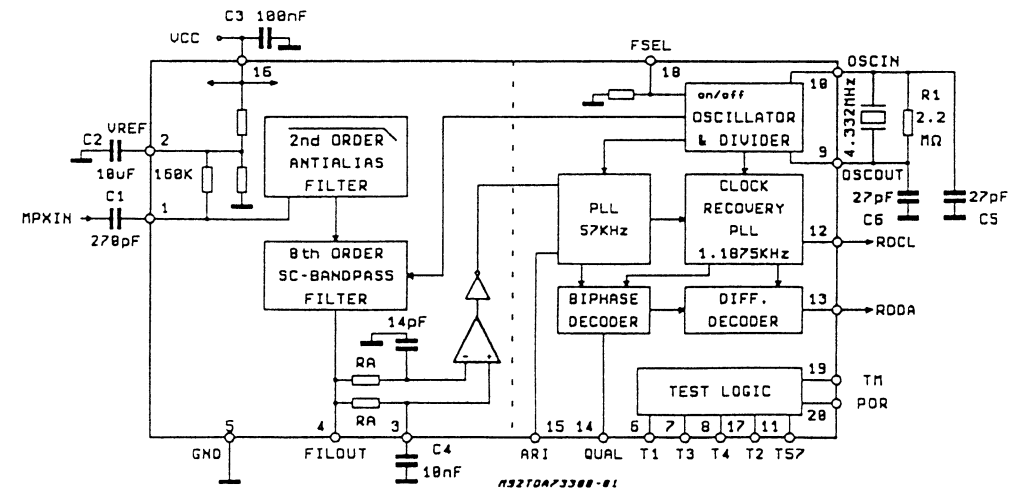 C3 100nF
VCC
16
FSEL
18
OSCIN
10
on/off
OSCILLATOR
& DIVIDER
4.332MHz
R1
2.2
MΩ
9
OSCOUT
27pF
C6
27pF
C5
C2
VREF
2
10uF
160K
2nd ORDER
ANTIALIAS
FILTER
C1
MPXIN
1
270pF
8th ORDER
SC-BANDPASS
FILTER
PLL
57KHz
CLOCK
RECOVERY
PLL
1.1875KHz
12
RDCL
BIPHASE
DECODER
DIFF.
DECODER
13
RDDA
14pF
- +
RA
RA
TEST LOGIC
19
TM
20
POR
5
4
3
15
14
6
7
8
17
11
GND
FILOUT
C4
10nF
ARI
QUAL
T1
T3
T4
T2
T57
M92TDA7330B-01